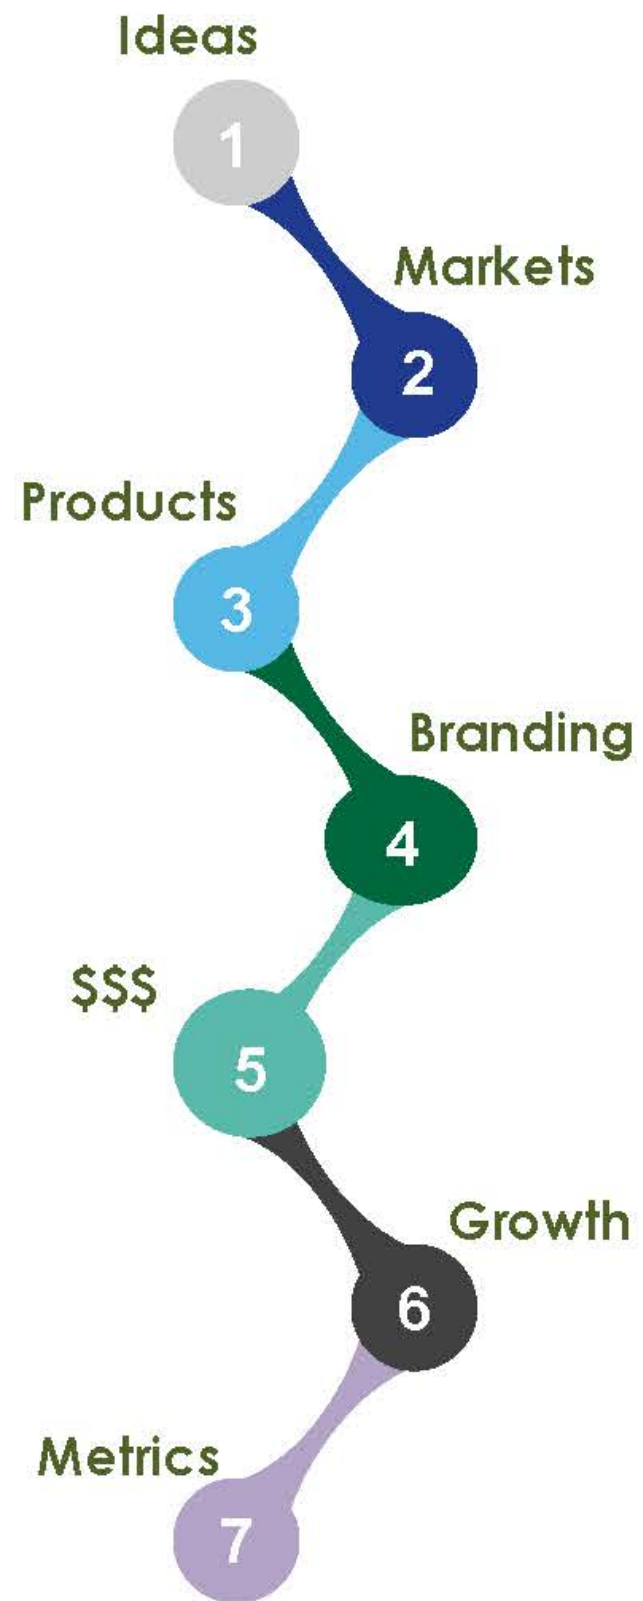 Ideas
1
Markets
2
Products
3
Branding
4
$$$
5
Growth
6
Metrics
7